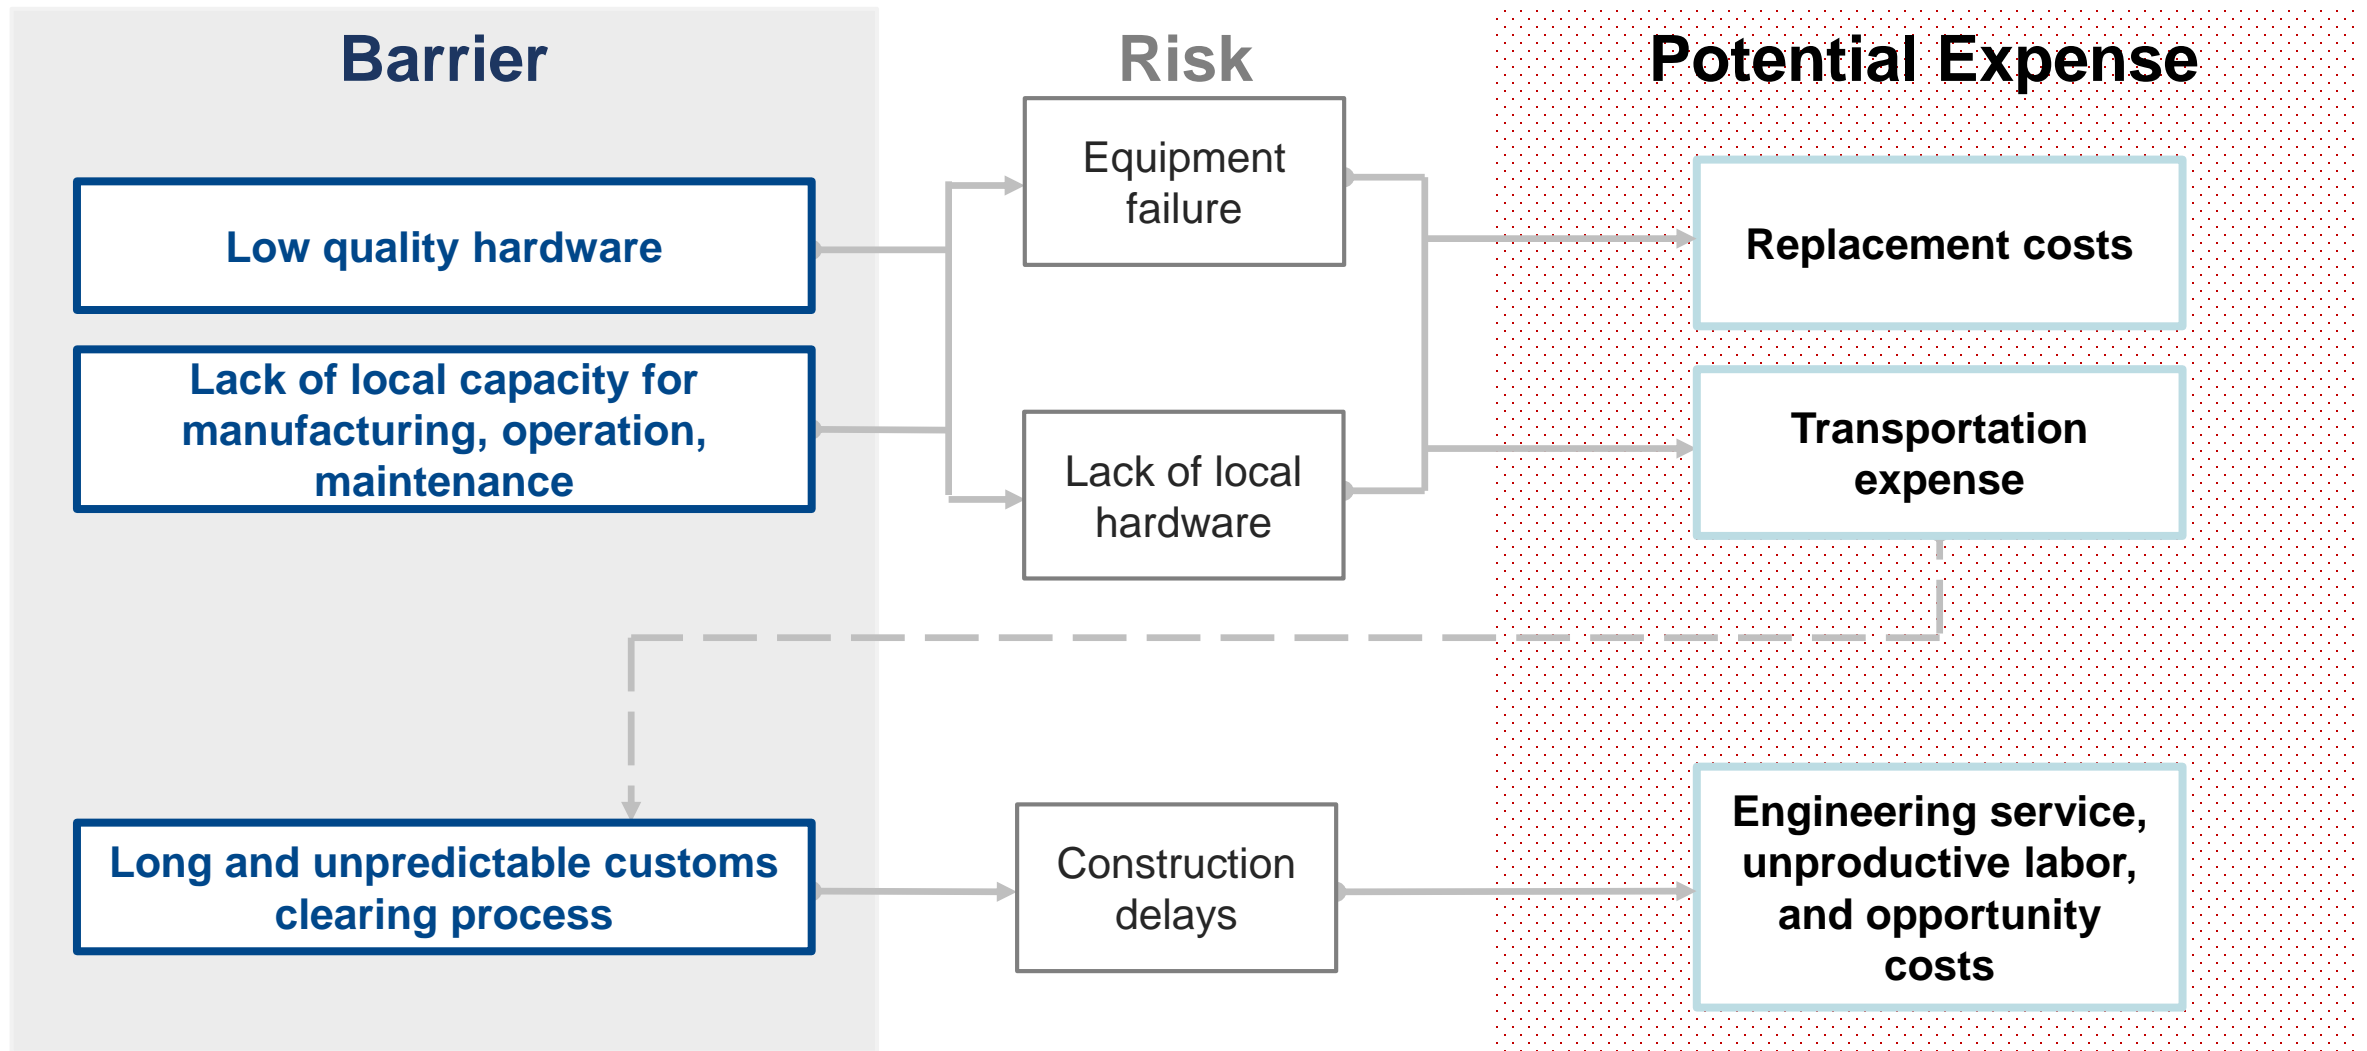 Barrier
Risk
Potential Expense
Low quality hardware
Equipment
failure
Replacement costs
Lack of local capacity for
manufacturing, operation,
maintenance
Lack of local
hardware
Transportation
expense
Long and unpredictable customs
clearing process
Construction
delays
Engineering service,
unproductive labor,
and opportunity
costs